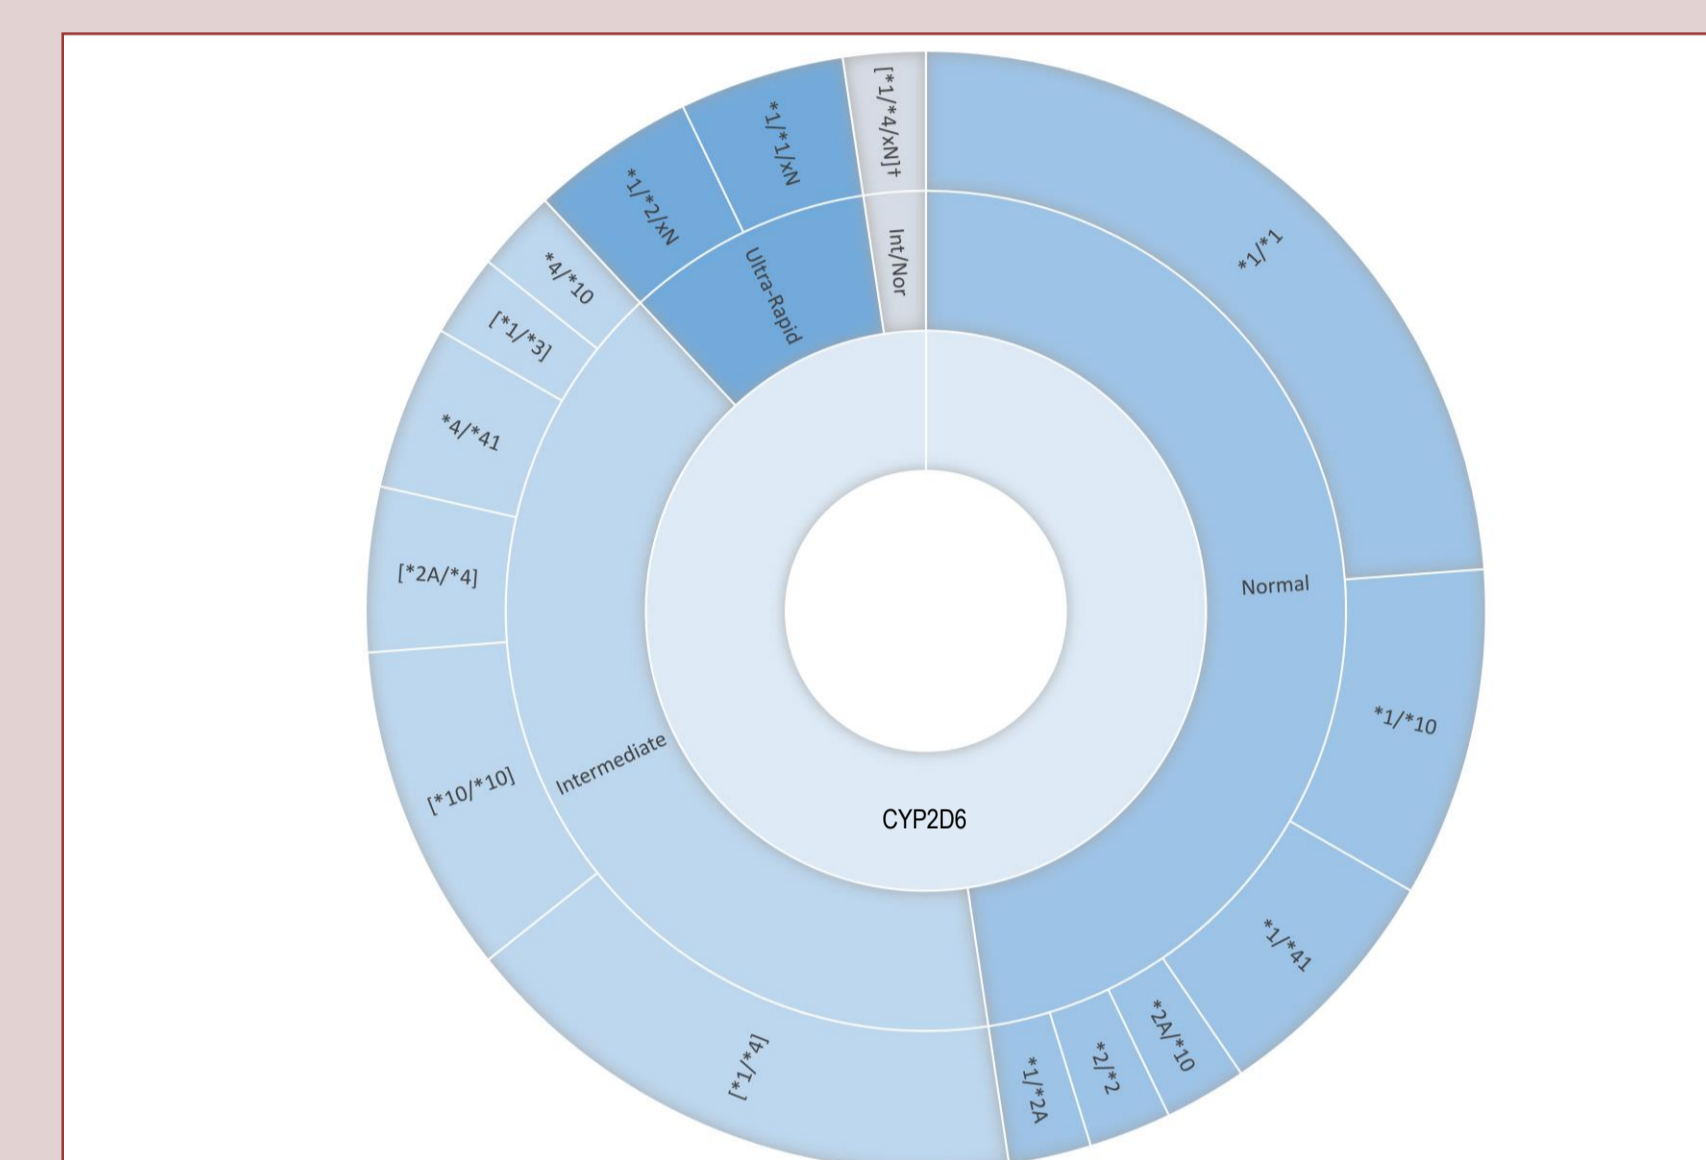 [*1/*4/xN]†
*1/*1/xN
*1/*2/xN
*4/*10
[*1/*3]
*4/*41
[*2A/*4]
[*10/*10]
[*1/*4]
*1/*2A
*2/*2
*2A/*10
*1/*41
*1/*10
*1/*1
Int/Nor
Ultra-Rapid
Normal
Intermediate
CYP2D6